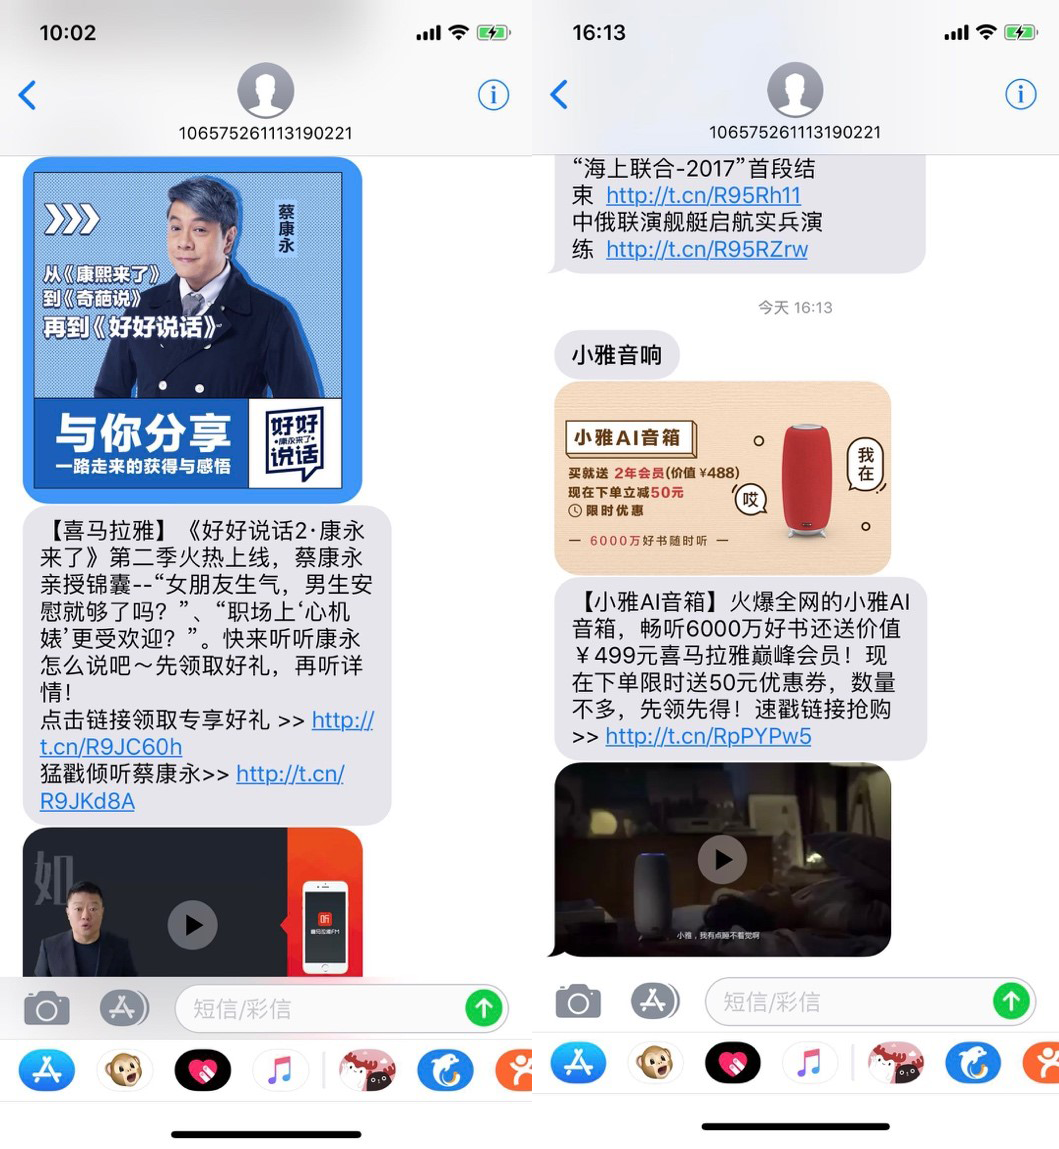 10:02
106575261113190221
蔡康永
从《康熙来了》
到《奇葩说》
再到《好好说话》
与你分享
一路走来的获得与感悟
好好
康永来了
说话
【喜马拉雅】《好好说话2·康永
来了》第二季火热上线，蔡康永
亲授锦囊--“女朋友生气，男生安
慰就够了吗？”、“职场上‘心机
婊’更受欢迎？”。快来听听康永
怎么说吧～先领取好礼，再听详
情！
点击链接领取专享好礼 >> http://
t.cn/R9JC60h
猛戳倾听蔡康永>> http://t.cn/
R9JKd8A
如
听
喜马拉雅FM
短信/彩信
16:13
106575261113190221
“海上联合-2017”首段结
束 http://t.cn/R95Rh11
中俄联演舰艇启航实兵演
练 http://t.cn/R95RZrw
今天 16:13
小雅音响
小雅AI音箱
买就送 2年会员(价值 ¥488)
现在下单立减50元
限时优惠
哎
我在
— 6000万好书随时听 —
【小雅AI音箱】火爆全网的小雅AI
音箱，畅听6000万好书还送价值
￥499元喜马拉雅巅峰会员！现
在下单限时送50元优惠券，数量
不多，先领先得！速戳链接抢购
>> http://t.cn/RpPYPw5
小雅，我有点睡不着觉啊
短信/彩信